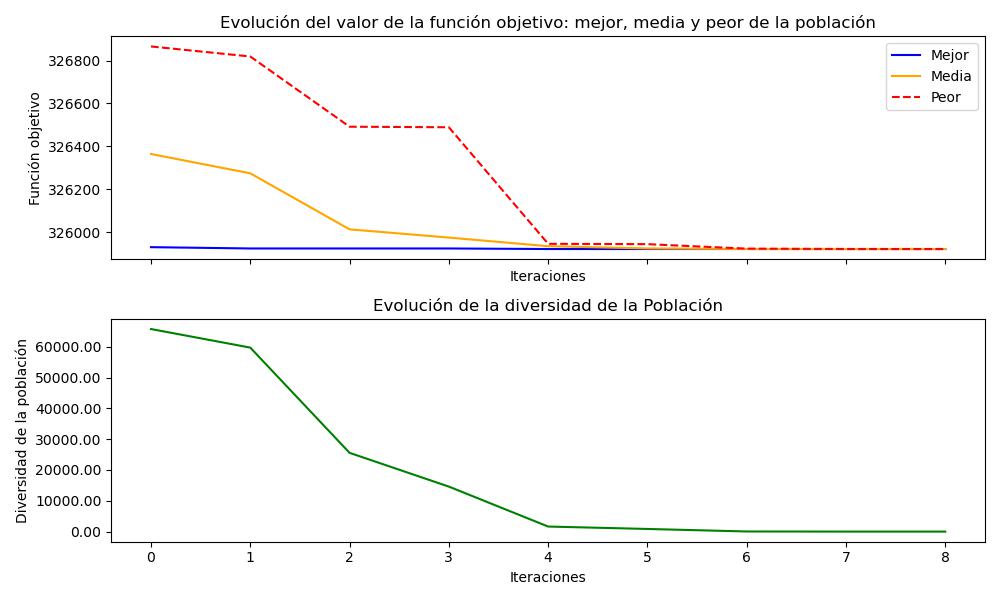 Evolución del valor de la función objetivo: mejor, media y peor de la población
Función objetivo
326800
326600
326400
326200
326000
Mejor
Media
Peor
Iteraciones
Evolución de la diversidad de la Población
Diversidad de la población
60000.00
50000.00
40000.00
30000.00
20000.00
10000.00
0.00
0 1 2 3 4 5 6 7 8
Iteraciones